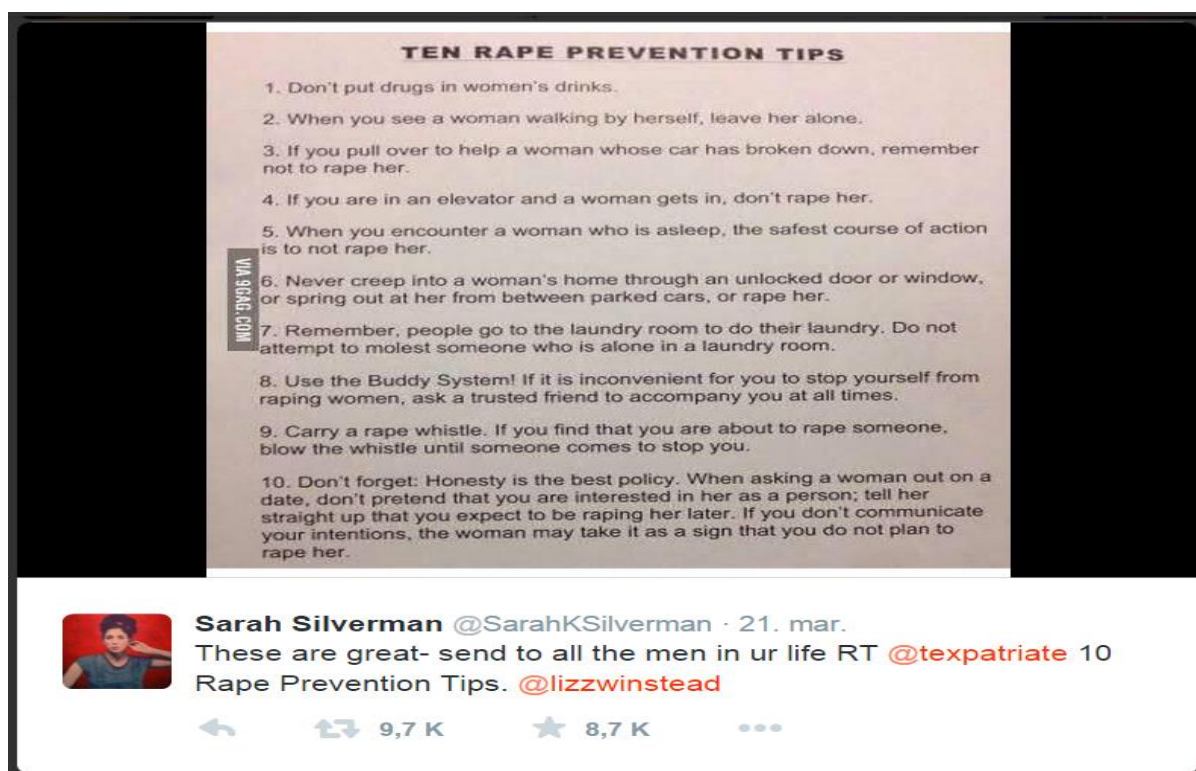 TEN RAPE PREVENTION TIPS
1. Don't put drugs in women's drinks.
2. When you see a woman walking by herself, leave her alone.
3. If you pull over to help a woman whose car has broken down, remember
not to rape her.
4. If you are in an elevator and a woman gets in, don't rape her.
5. When you encounter a woman who is asleep, the safest course of action
is to not rape her.
6. Never creep into a woman's home through an unlocked door or window,
or spring out at her from between parked cars, or rape her.
7. Remember, people go to the laundry room to do their laundry. Do not
attempt to molest someone who is alone in a laundry room.
8. Use the Buddy System! If it is inconvenient for you to stop yourself from
raping women, ask a trusted friend to accompany you at all times.
9. Carry a rape whistle. If you find that you are about to rape someone,
blow the whistle until someone comes to stop you.
10. Don't forget: Honesty is the best policy. When asking a woman out on a
date, don't pretend that you are interested in her as a person; tell her
straight up that you expect to be raping her later. If you don't communicate
your intentions, the woman may take it as a sign that you do not plan to
rape her.
VIA 9GAG.COM
Sarah Silverman @SarahKSilverman · 21. mar.
These are great- send to all the men in ur life RT @texpatriate 10
Rape Prevention Tips. @lizzwinstead
9,7 K 8,7 K